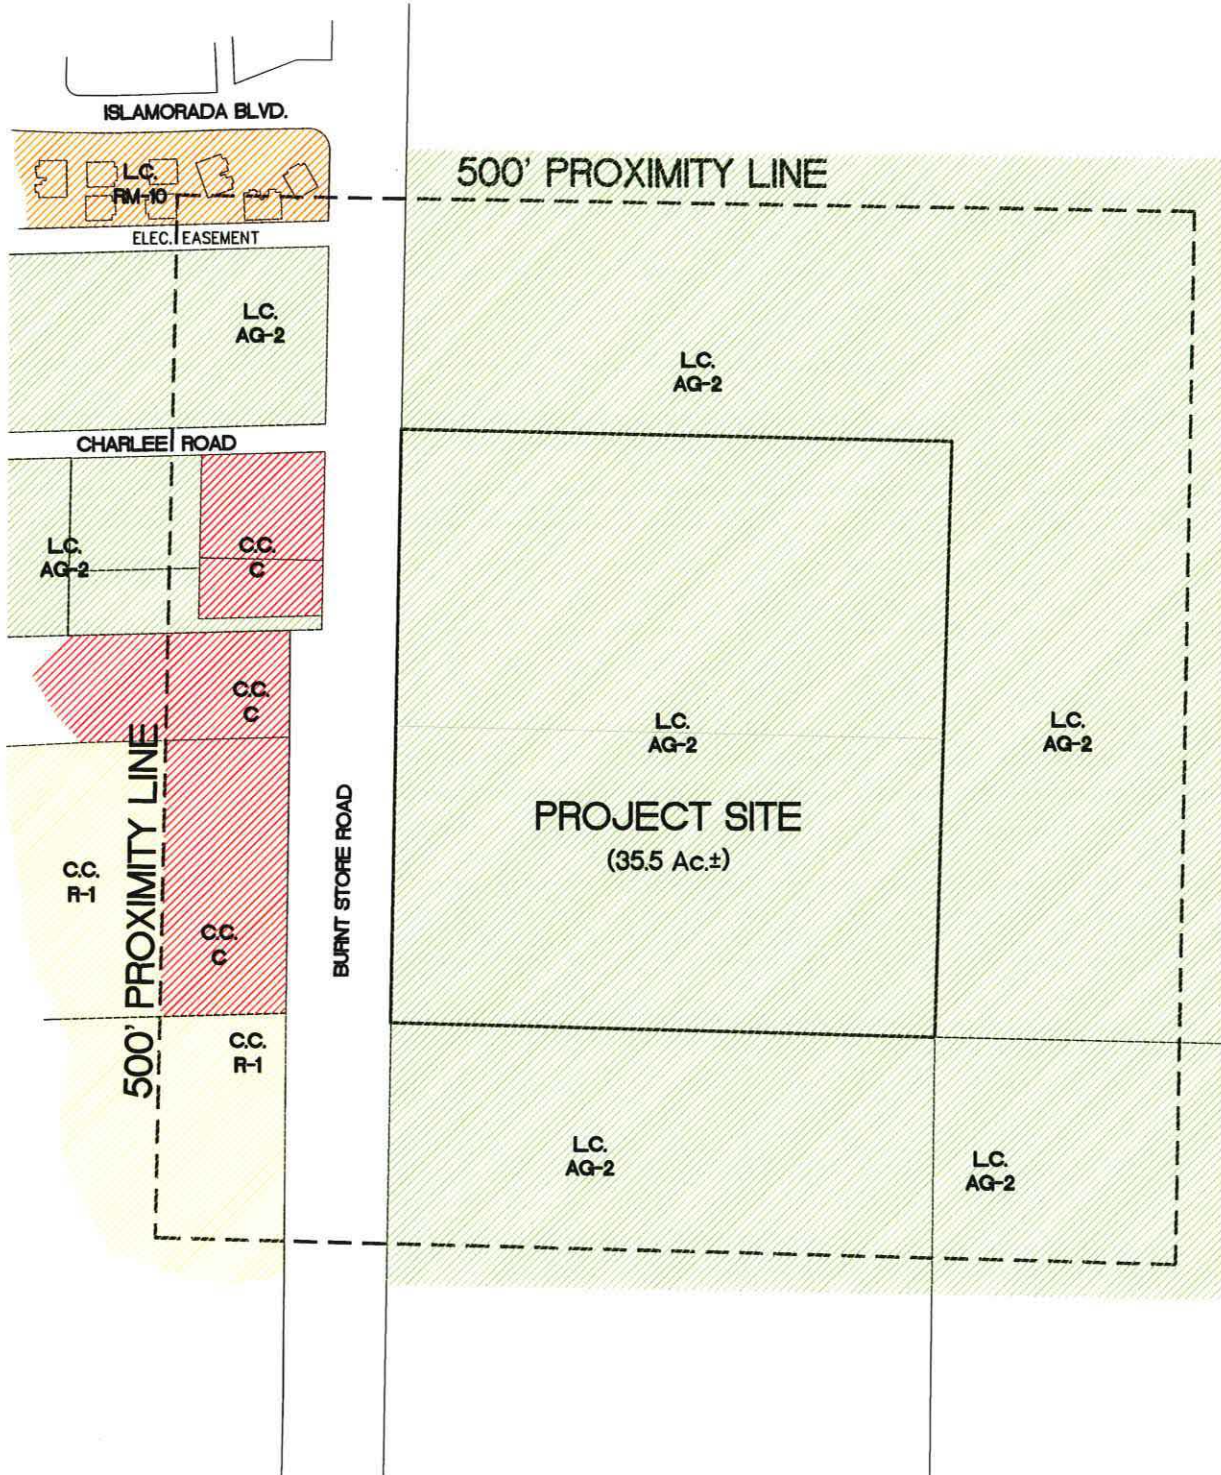 ISLAMORADA BLVD.
500' PROXIMITY LINE
L.C.
RM-10
ELEC. EASEMENT
L.C.
AG-2
L.C.
AG-2
CHARLEE ROAD
L.C.
AG-2
C.C.
C
C.C.
C
L.C.
AG-2
L.C.
AG-2
500' PROXIMITY LINE
BURNT STORE ROAD
PROJECT SITE
(35.5 Ac.±)
C.C.
R-1
C.C.
C
C.C.
R-1
L.C.
AG-2
L.C.
AG-2